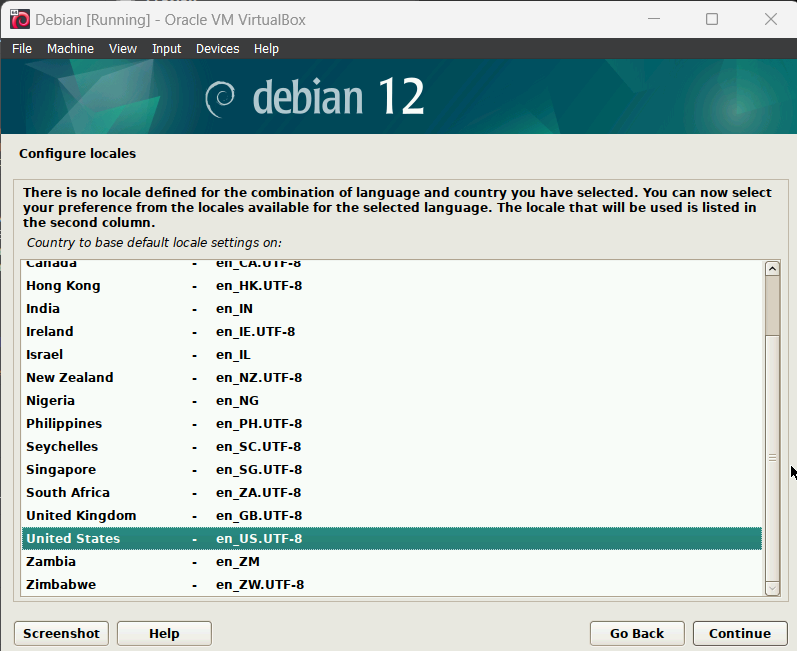 Debian [Running] - Oracle VM VirtualBox
File Machine View Input Devices Help
debian 12
Configure locales
There is no locale defined for the combination of language and country you have selected. You can now select
your preference from the locales available for the selected language. The locale that will be used is listed in
the second column.
Country to base default locale settings on:
Canada - en_CA.UTF-8
Hong Kong - en_HK.UTF-8
India - en_IN
Ireland - en_IE.UTF-8
Israel - en_IL
New Zealand - en_NZ.UTF-8
Nigeria - en_NG
Philippines - en_PH.UTF-8
Seychelles - en_SC.UTF-8
Singapore - en_SG.UTF-8
South Africa - en_ZA.UTF-8
United Kingdom - en_GB.UTF-8
United States - en_US.UTF-8
Zambia - en_ZM
Zimbabwe - en_ZW.UTF-8
Screenshot Help Go Back Continue